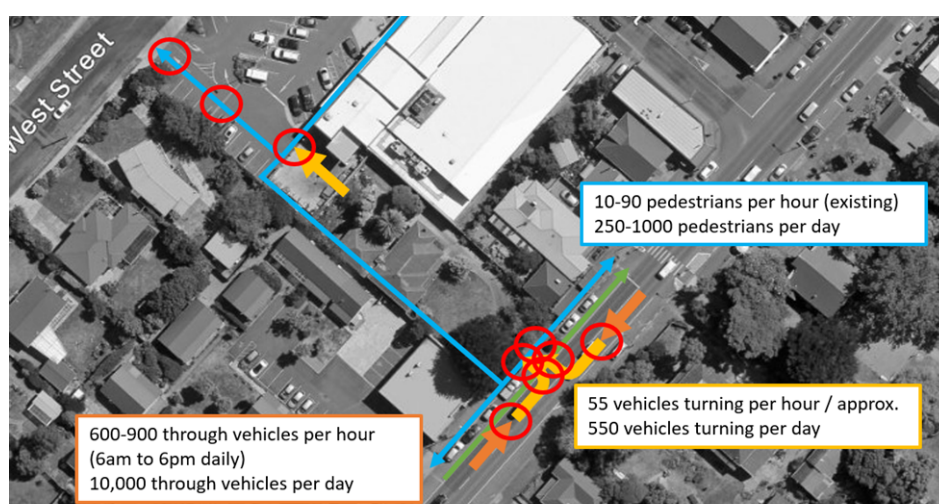 West Street
10-90 pedestrians per hour (existing)
250-1000 pedestrians per day
55 vehicles turning per hour / approx.
550 vehicles turning per day
600-900 through vehicles per hour
(6am to 6pm daily)
10,000 through vehicles per day